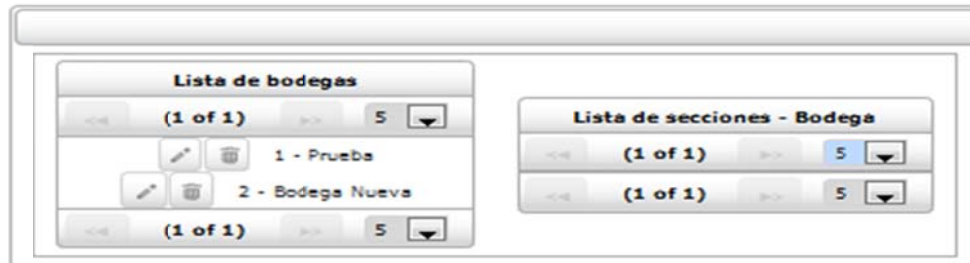 Lista de bodegas
(1 of 1) 5
1 - Prueba
2 - Bodega Nueva
(1 of 1) 5
Lista de secciones - Bodega
(1 of 1) 5
(1 of 1) 5